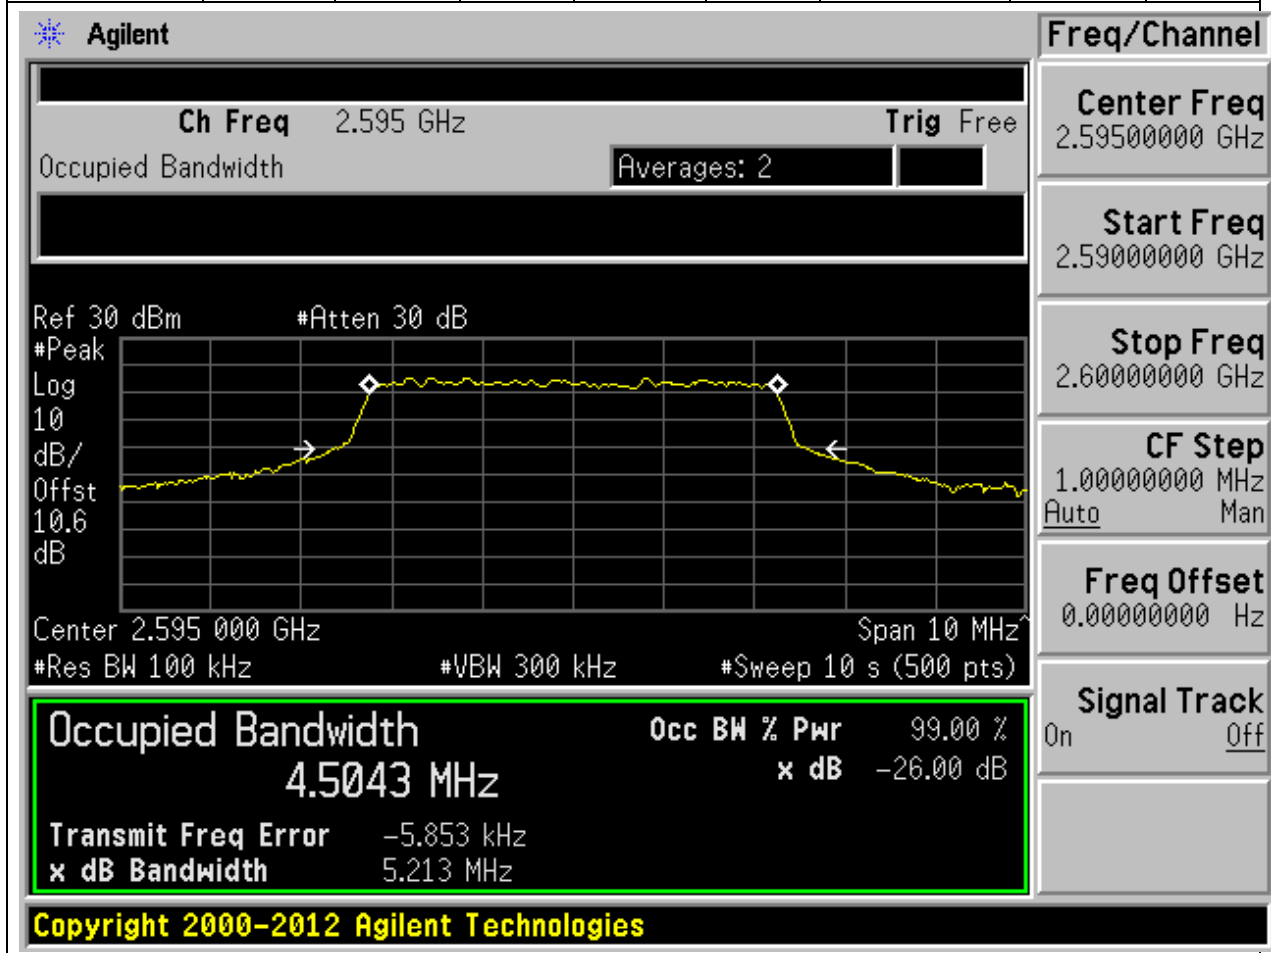 Agilent
Freq/Channel
Ch Freq 2.595 GHz Trig Free
Occupied Bandwidth Averages: 2
Center Freq
2.59500000 GHz
Start Freq
2.59000000 GHz
Stop Freq
2.60000000 GHz
CF Step
1.00000000 MHz
Auto Man
Freq Offset
0.00000000 Hz
Signal Track
On Off
Ref 30 dBm #Atten 30 dB
#Peak
Log
10
dB/
Offst
10.6
dB
Center 2.595 000 GHz Span 10 MHz^
#Res BW 100 kHz #VBW 300 kHz #Sweep 10 s (500 pts)
Occupied Bandwidth Occ BW % Pwr 99.00 %
4.5043 MHz x dB -26.00 dB
Transmit Freq Error -5.853 kHz
x dB Bandwidth 5.213 MHz
Copyright 2000-2012 Agilent Technologies